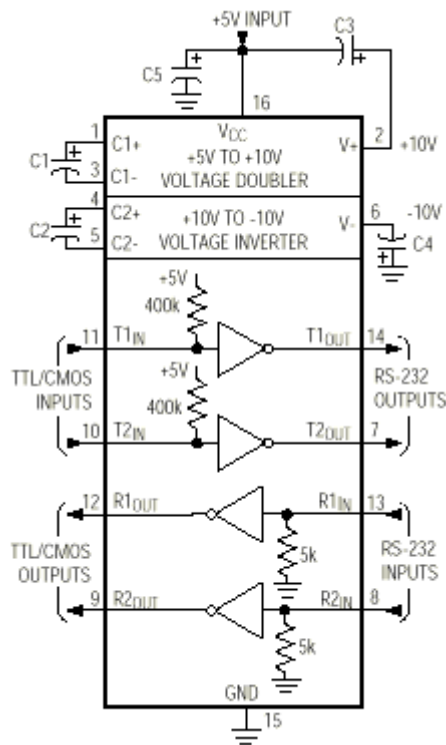 +5V INPUT
C3
+
+
C5
16
VCC
1
C1+
+5V TO +10V
VOLTAGE DOUBLER
V+
2
+10V
+
C1
3
C1-
4
C2+
+10V TO -10V
VOLTAGE INVERTER
V-
6
-10V
+
C2
5
C2-
+
C4
+5V
400k
11
T1IN
T1OUT
14
TTL/CMOS
INPUTS
+5V
400k
RS-232
OUTPUTS
10
T2IN
T2OUT
7
12
R1OUT
R1IN
13
TTL/CMOS
OUTPUTS
5k
RS-232
INPUTS
9
R2OUT
R2IN
8
5k
GND
15